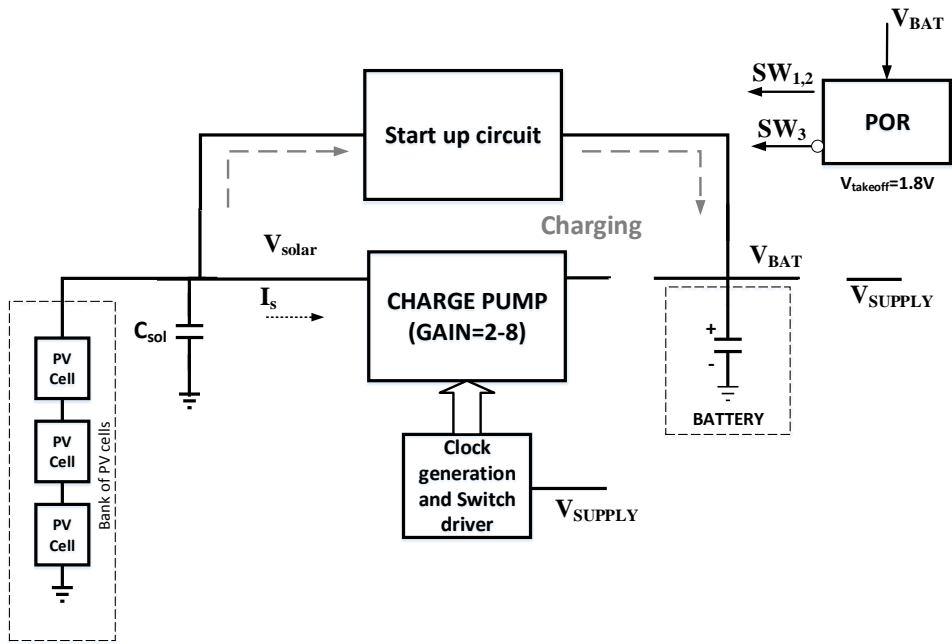 V_BAT
SW_1,2
Start up circuit
POR
SW_3
V_takeoff=1.8V
Charging
V_solar
V_BAT
I_s
CHARGE PUMP
(GAIN=2-8)
V_SUPPLY
C_sol
+
-
PV
Cell
BATTERY
PV
Cell
Bank of PV cells
Clock
generation
and Switch
driver
V_SUPPLY
PV
Cell